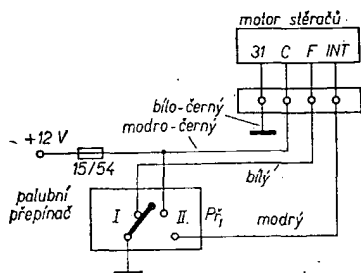 motor stěračů
31 C F INT
bílo-černý
modro-černý
+12 V
15/54
bílý
palubní
přepínač
I II. Př₁
modrý